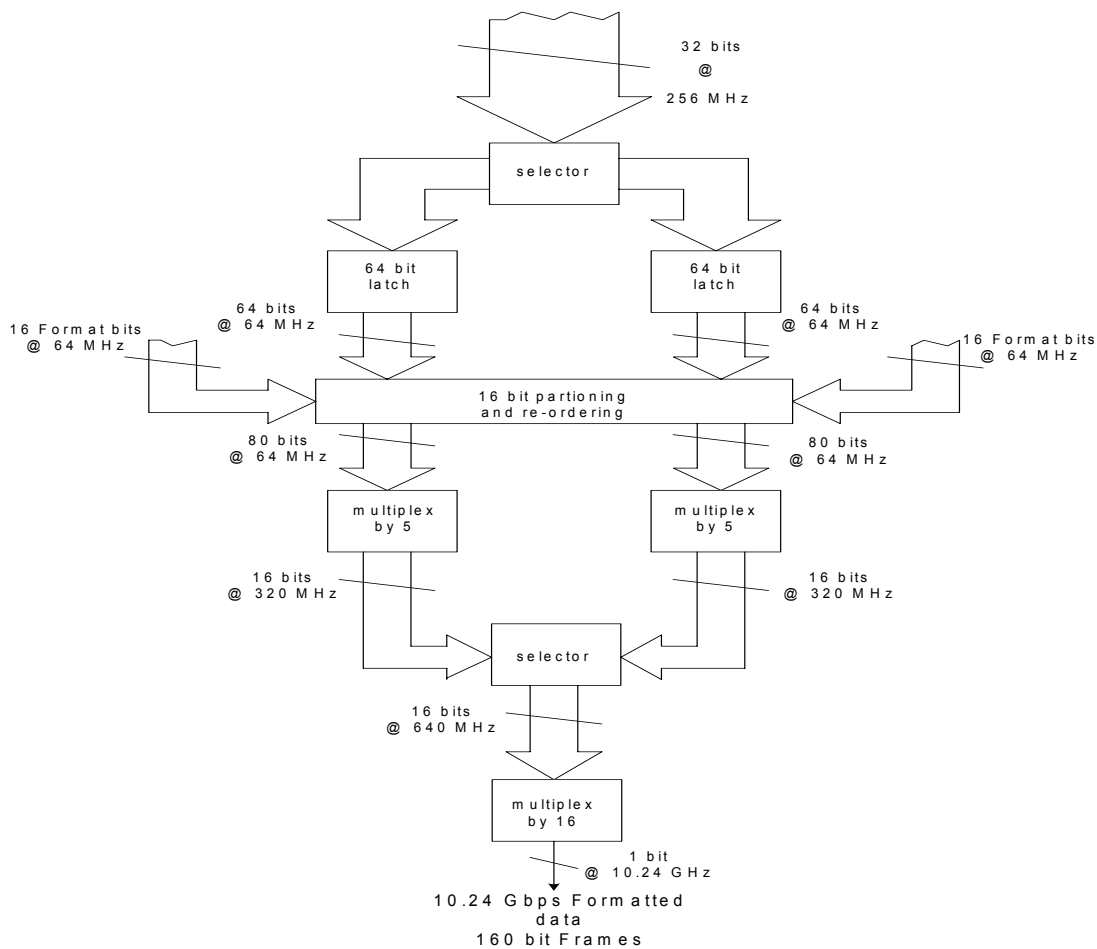 32 bits
@
256 MHz
selector
64 bit
latch
64 bit
latch
64 bits
@ 64 MHz
64 bits
@ 64 MHz
16 Format bits
@ 64 MHz
16 Format bits
@ 64 MHz
16 bit partioning
and re-ordering
80 bits
@ 64 MHz
80 bits
@ 64 MHz
multiplex
by 5
multiplex
by 5
16 bits
@ 320 MHz
16 bits
@ 320 MHz
selector
16 bits
@ 640 MHz
multiplex
by 16
1 bit
@ 10.24 GHz
10.24 Gbps Formatted
data
160 bit Frames